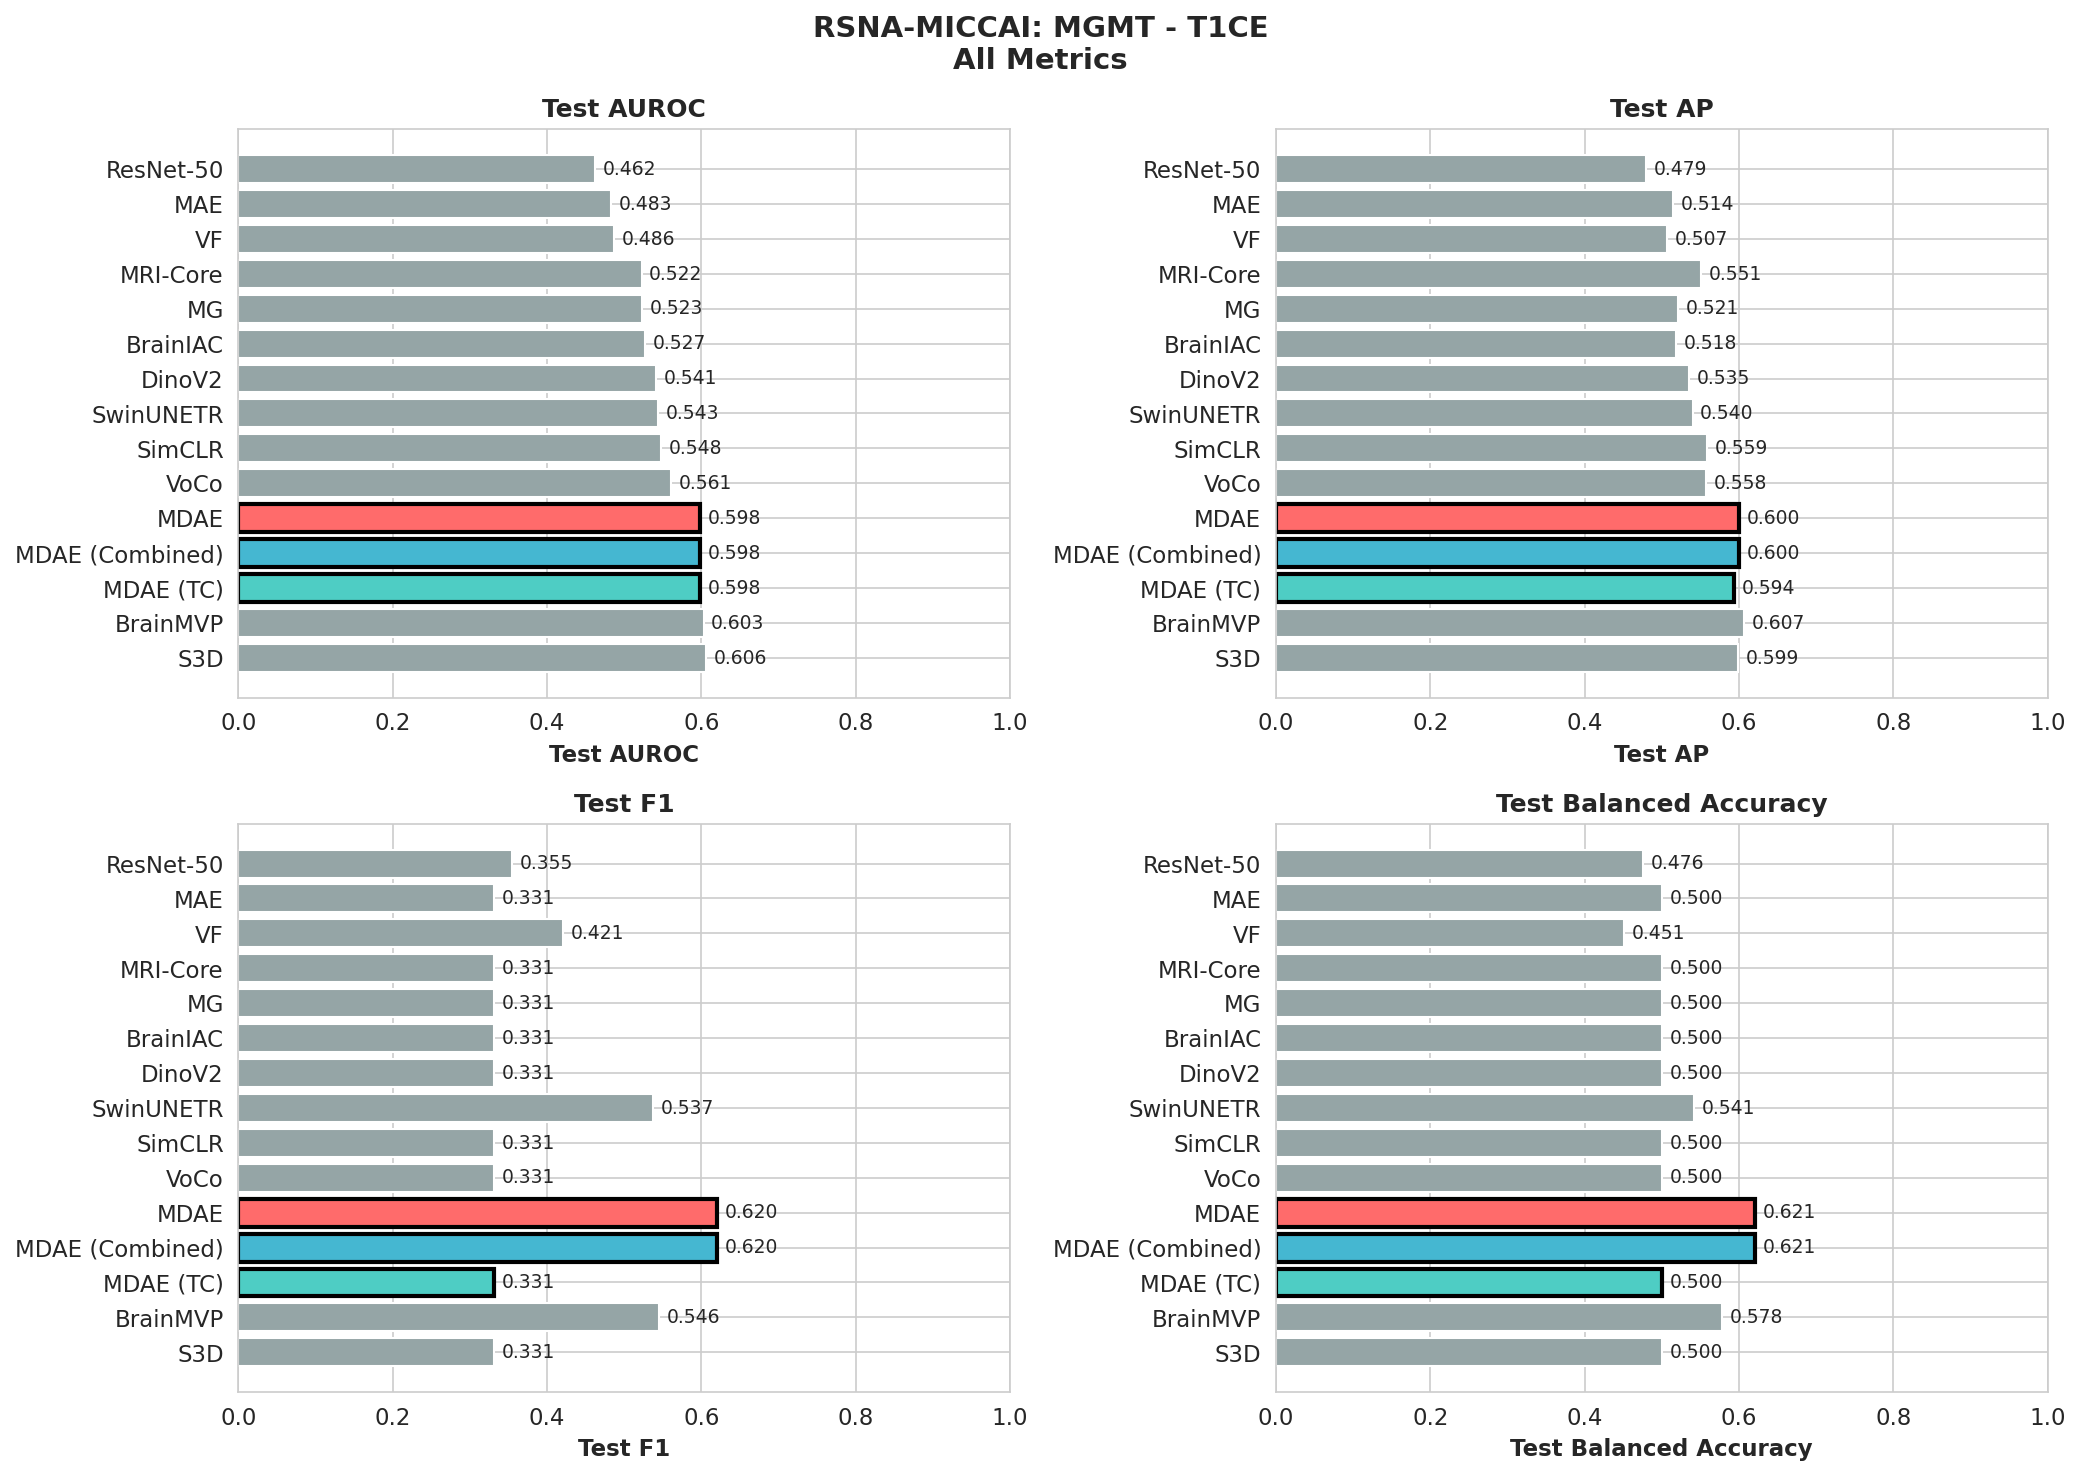 RSNA-MICCAI: MGMT - T1CE
All Metrics
Test AUROC
ResNet-50 0.462
MAE 0.483
VF 0.486
MRI-Core 0.522
MG 0.523
BrainIAC 0.527
DinoV2 0.541
SwinUNETR 0.543
SimCLR 0.548
VoCo 0.561
MDAE 0.598
MDAE (Combined) 0.598
MDAE (TC) 0.598
BrainMVP 0.603
S3D 0.606
0.0 0.2 0.4 0.6 0.8 1.0
Test AUROC
Test AP
ResNet-50 0.479
MAE 0.514
VF 0.507
MRI-Core 0.551
MG 0.521
BrainIAC 0.518
DinoV2 0.535
SwinUNETR 0.540
SimCLR 0.559
VoCo 0.558
MDAE 0.600
MDAE (Combined) 0.600
MDAE (TC) 0.594
BrainMVP 0.607
S3D 0.599
0.0 0.2 0.4 0.6 0.8 1.0
Test AP
Test F1
ResNet-50 0.355
MAE 0.331
VF 0.421
MRI-Core 0.331
MG 0.331
BrainIAC 0.331
DinoV2 0.331
SwinUNETR 0.537
SimCLR 0.331
VoCo 0.331
MDAE 0.620
MDAE (Combined) 0.620
MDAE (TC) 0.331
BrainMVP 0.546
S3D 0.331
0.0 0.2 0.4 0.6 0.8 1.0
Test F1
Test Balanced Accuracy
ResNet-50 0.476
MAE 0.500
VF 0.451
MRI-Core 0.500
MG 0.500
BrainIAC 0.500
DinoV2 0.500
SwinUNETR 0.541
SimCLR 0.500
VoCo 0.500
MDAE 0.621
MDAE (Combined) 0.621
MDAE (TC) 0.500
BrainMVP 0.578
S3D 0.500
0.0 0.2 0.4 0.6 0.8 1.0
Test Balanced Accuracy